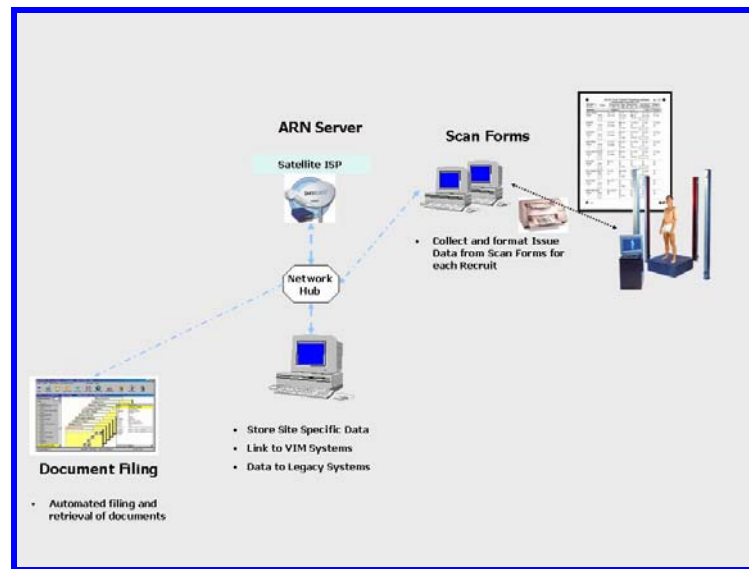 ARN Server
Satellite ISP
Scan Forms
• Collect and format Issue
Data from Scan Forms for
each Recruit
Network
Hub
• Store Site Specific Data
• Link to VIM Systems
• Data to Legacy Systems
Document Filing
• Automated filing and
retrieval of documents